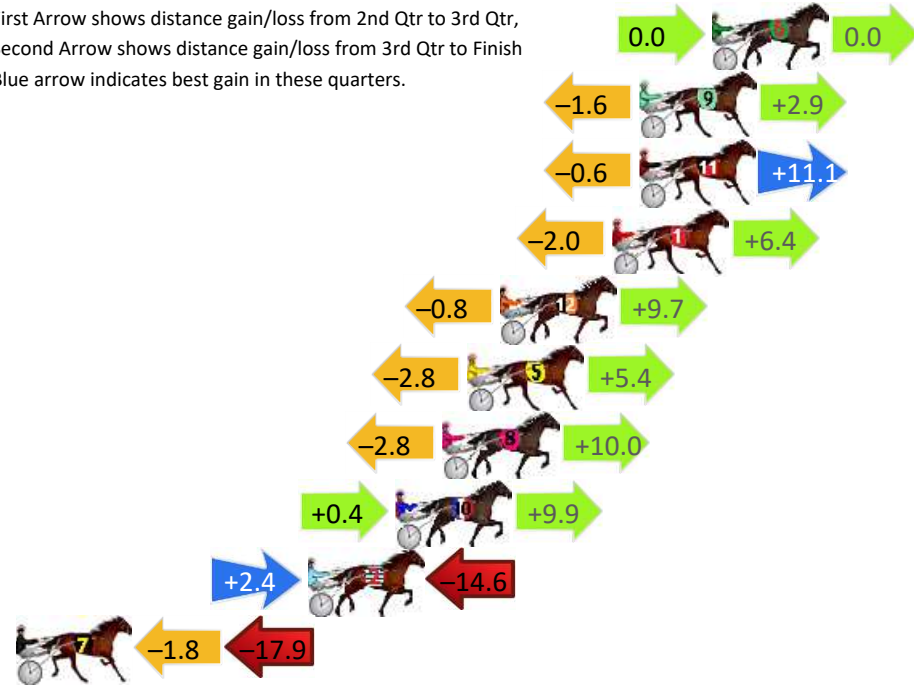 irst Arrow shows distance gain/loss from 2nd Qtr to 3rd Qtr,
econd Arrow shows distance gain/loss from 3rd Qtr to Finish
lue arrow indicates best gain in these quarters.
0.0 6 0.0
–1.6 9 +2.9
–0.6 11 +11.1
–2.0 1 +6.4
–0.8 12 +9.7
–2.8 5 +5.4
–2.8 8 +10.0
+0.4 10 +9.9
+2.4 2 –14.6
7 –1.8 –17.9